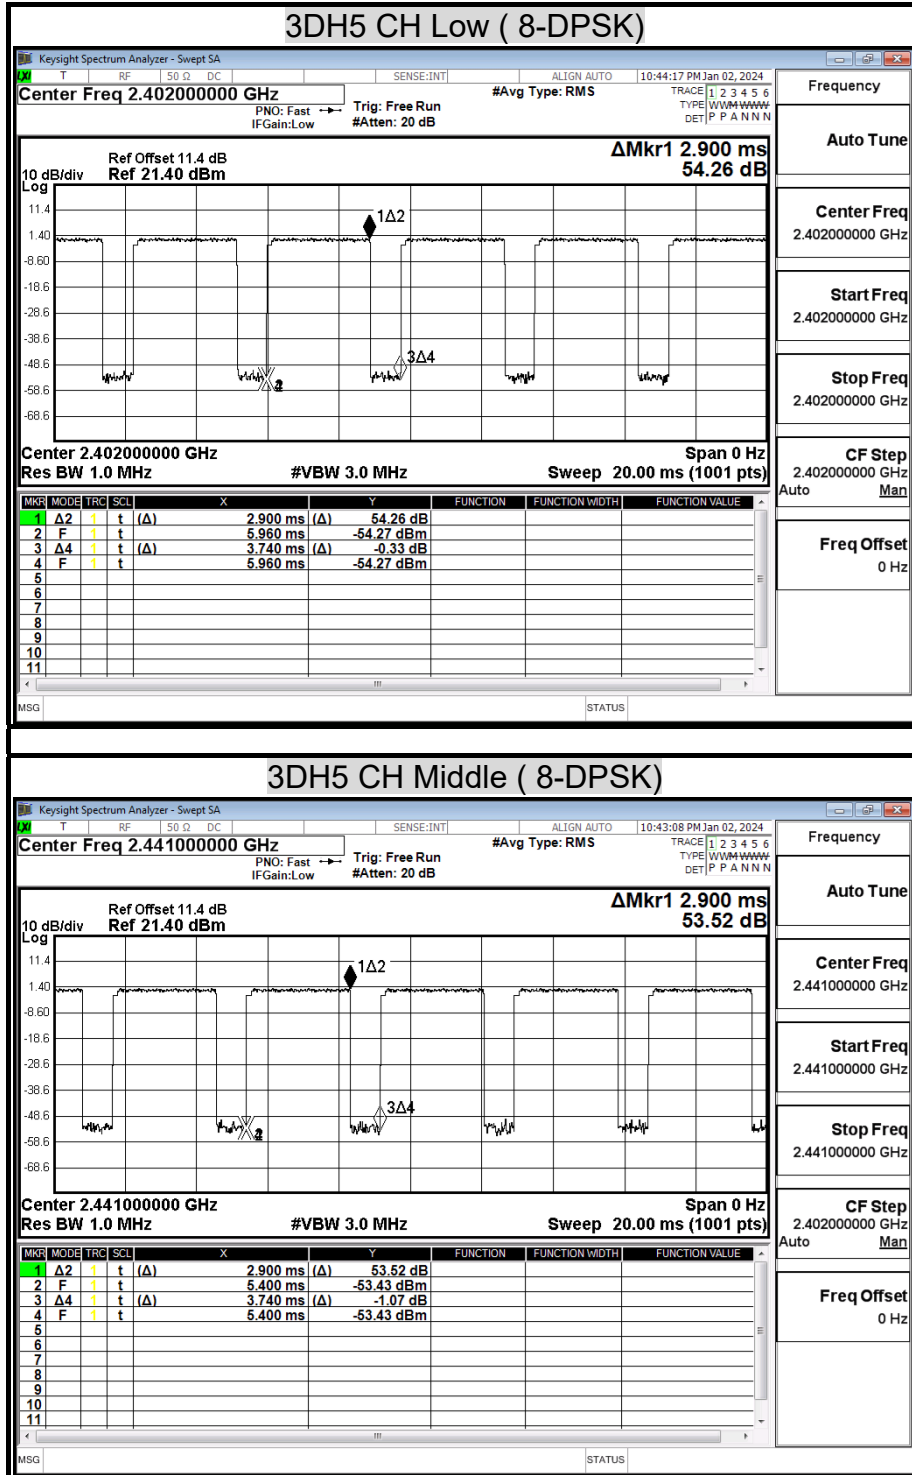 3DH5 CH Low ( 8-DPSK)
Keysight Spectrum Analyzer - Swept SA
LXI T RF 50 Ω DC SENSE:INT ALIGN AUTO 10:44:17 PM Jan 02, 2024
Center Freq 2.402000000 GHz #Avg Type: RMS TRACE 1 2 3 4 5 6
PNO: Fast Trig: Free Run TYPE WWMWWWW
IFGain:Low #Atten: 20 dB DET P P A N N N
Frequency
Auto Tune
ΔMkr1 2.900 ms
Ref Offset 11.4 dB
10 dB/div Ref 21.40 dBm 54.26 dB
Log
11.4
1.40
-8.60
-18.6
-28.6
-38.6
-48.6
-58.6
-68.6
1Δ2
3Δ4
2
Center Freq
2.402000000 GHz
Start Freq
2.402000000 GHz
Stop Freq
2.402000000 GHz
CF Step
2.402000000 GHz
Auto Man
Freq Offset
0 Hz
Center 2.402000000 GHz Span 0 Hz
Res BW 1.0 MHz #VBW 3.0 MHz Sweep 20.00 ms (1001 pts)
MKR MODE TRC SCL X Y FUNCTION FUNCTION WIDTH FUNCTION VALUE
1 Δ2 1 t (Δ) 2.900 ms (Δ) 54.26 dB
2 F 1 t 5.960 ms -54.27 dBm
3 Δ4 1 t (Δ) 3.740 ms (Δ) -0.33 dB
4 F 1 t 5.960 ms -54.27 dBm
5
6
7
8
9
10
11
MSG STATUS
3DH5 CH Middle ( 8-DPSK)
Keysight Spectrum Analyzer - Swept SA
LXI T RF 50 Ω DC SENSE:INT ALIGN AUTO 10:43:08 PM Jan 02, 2024
Center Freq 2.441000000 GHz #Avg Type: RMS TRACE 1 2 3 4 5 6
PNO: Fast Trig: Free Run TYPE WWMWWWW
IFGain:Low #Atten: 20 dB DET P P A N N N
Frequency
Auto Tune
ΔMkr1 2.900 ms
Ref Offset 11.4 dB
10 dB/div Ref 21.40 dBm 53.52 dB
Log
11.4
1.40
-8.60
-18.6
-28.6
-38.6
-48.6
-58.6
-68.6
1Δ2
3Δ4
2
Center Freq
2.441000000 GHz
Start Freq
2.441000000 GHz
Stop Freq
2.441000000 GHz
CF Step
2.402000000 GHz
Auto Man
Freq Offset
0 Hz
Center 2.441000000 GHz Span 0 Hz
Res BW 1.0 MHz #VBW 3.0 MHz Sweep 20.00 ms (1001 pts)
MKR MODE TRC SCL X Y FUNCTION FUNCTION WIDTH FUNCTION VALUE
1 Δ2 1 t (Δ) 2.900 ms (Δ) 53.52 dB
2 F 1 t 5.400 ms -53.43 dBm
3 Δ4 1 t (Δ) 3.740 ms (Δ) -1.07 dB
4 F 1 t 5.400 ms -53.43 dBm
5
6
7
8
9
10
11
MSG STATUS